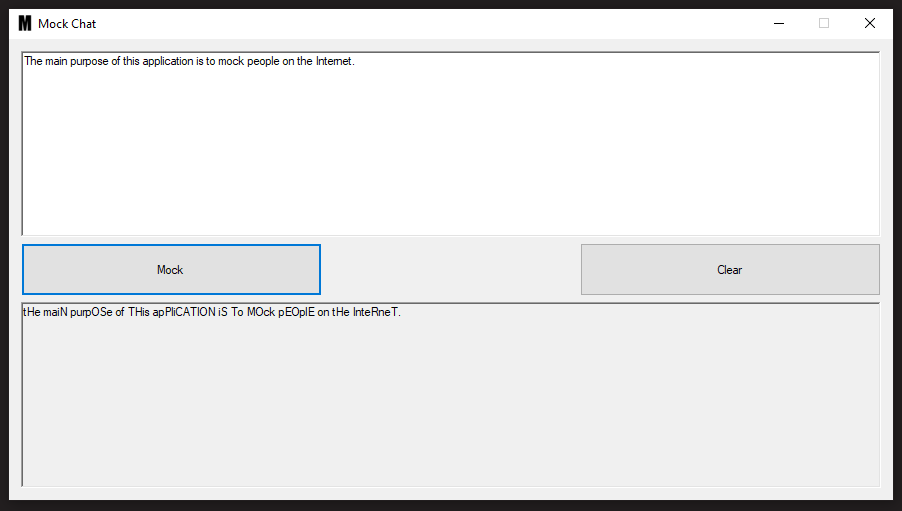 M Mock Chat
The main purpose of this application is to mock people on the Internet.
Mock Clear
tHe maiN purpOSe of THis apPliCATION iS To MOck pEOplE on tHe InteRneT.